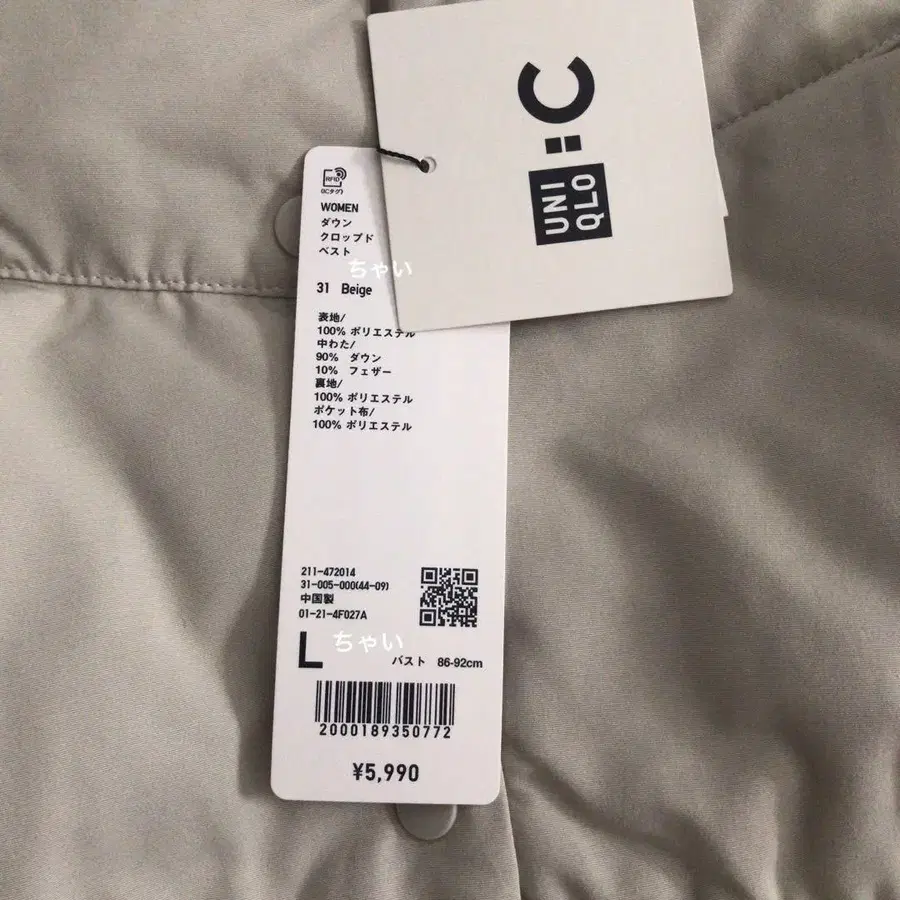 C:
UNI
QLO
RFID
(ICタグ)
WOMEN
ダウン
クロップド
ベスト
ちゃい
31 Beige
表地/
100% ポリエステル
中わた/
90% ダウン
10% フェザー
裏地/
100% ポリエステル
ポケット布/
100% ポリエステル
211-472014
31-005-000(44-09)
中国製
01-21-4F027A
L
ちゃい
バスト 86-92cm
2000189350772
¥5,990